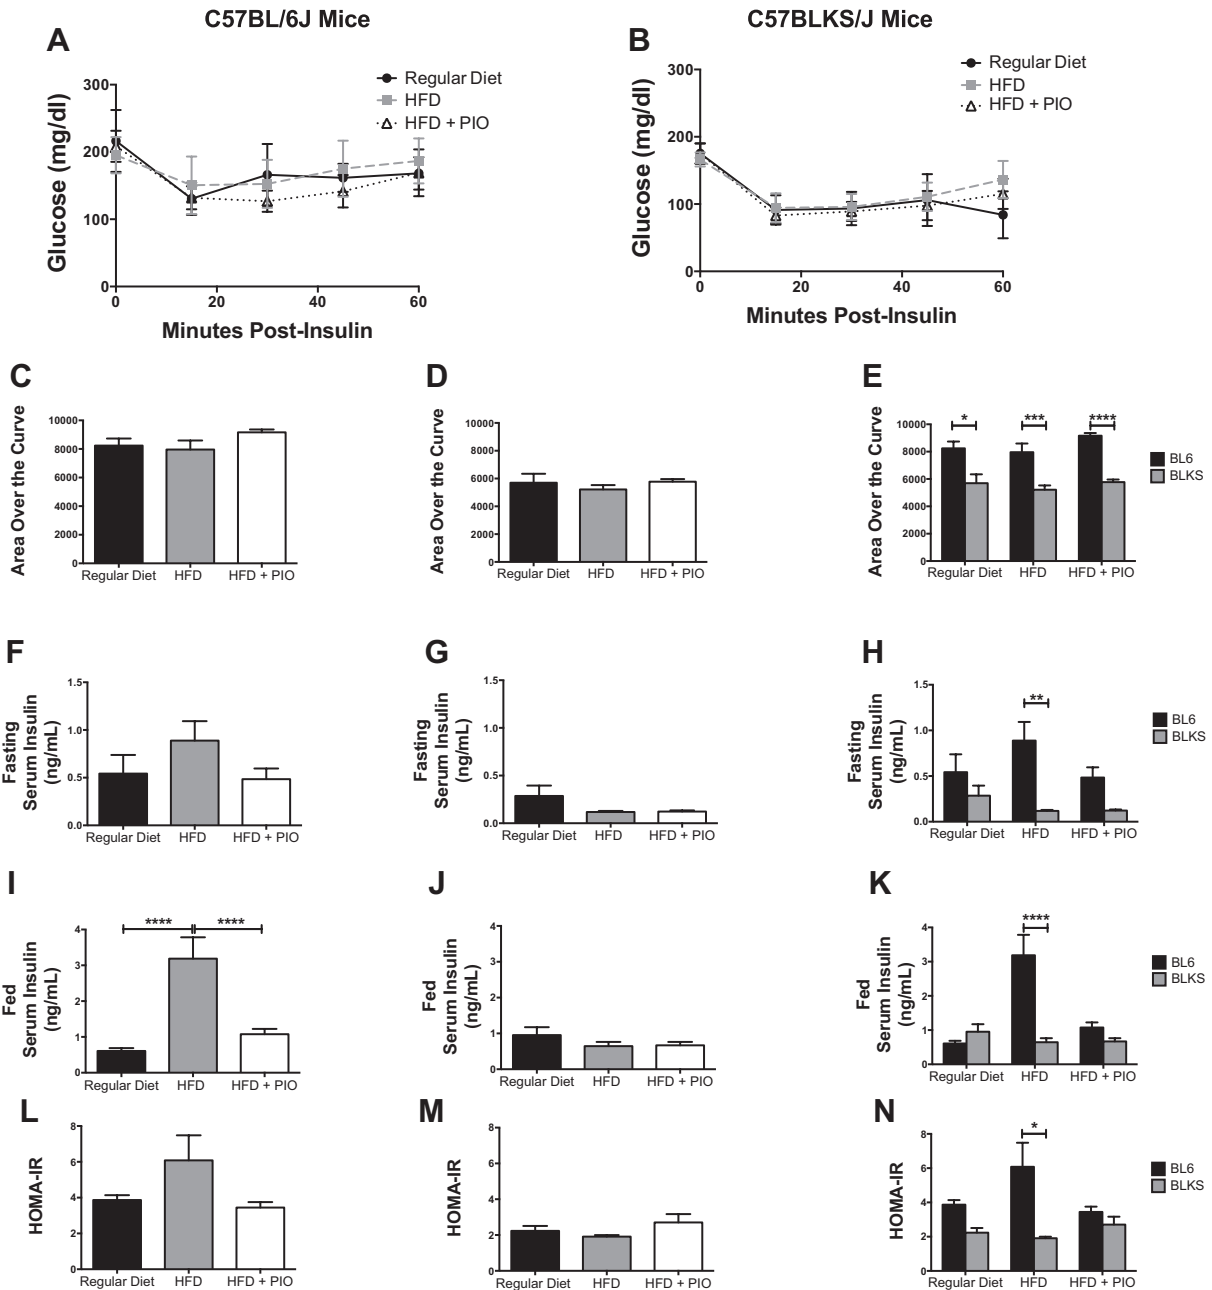 C57BL/6J Mice
C57BLKS/J Mice
A
300
200
100
0
0
20
40
60
Glucose (mg/dl)
Minutes Post-Insulin
Regular Diet
HFD
HFD + PIO
B
300
200
100
0
0
20
40
60
Glucose (mg/dl)
Minutes Post-Insulin
Regular Diet
HFD
HFD + PIO
C
Area Over the Curve
10000
8000
6000
4000
2000
0
Regular Diet
HFD
HFD + PIO
D
Area Over the Curve
10000
8000
6000
4000
2000
0
Regular Diet
HFD
HFD + PIO
E
Area Over the Curve
10000
8000
6000
4000
2000
0
*
***
****
Regular Diet
HFD
HFD + PIO
BL6
BLKS
F
Fasting
Serum Insulin
(ng/mL)
1.5
1.0
0.5
0.0
Regular Diet
HFD
HFD + PIO
G
Fasting
Serum Insulin
(ng/mL)
1.5
1.0
0.5
0.0
Regular Diet
HFD
HFD + PIO
H
Fasting
Serum Insulin
(ng/mL)
1.5
1.0
0.5
0.0
**
Regular Diet
HFD
HFD + PIO
BL6
BLKS
I
Fed
Serum Insulin
(ng/mL)
4
3
2
1
0
****
****
Regular Diet
HFD
HFD + PIO
J
Fed
Serum Insulin
(ng/mL)
4
3
2
1
0
Regular Diet
HFD
HFD + PIO
K
Fed
Serum Insulin
(ng/mL)
4
3
2
1
0
****
Regular Diet
HFD
HFD + PIO
BL6
BLKS
L
HOMA-IR
8
6
4
2
0
Regular Diet
HFD
HFD + PIO
M
HOMA-IR
8
6
4
2
0
Regular Diet
HFD
HFD + PIO
N
HOMA-IR
8
6
4
2
0
*
Regular Diet
HFD
HFD + PIO
BL6
BLKS